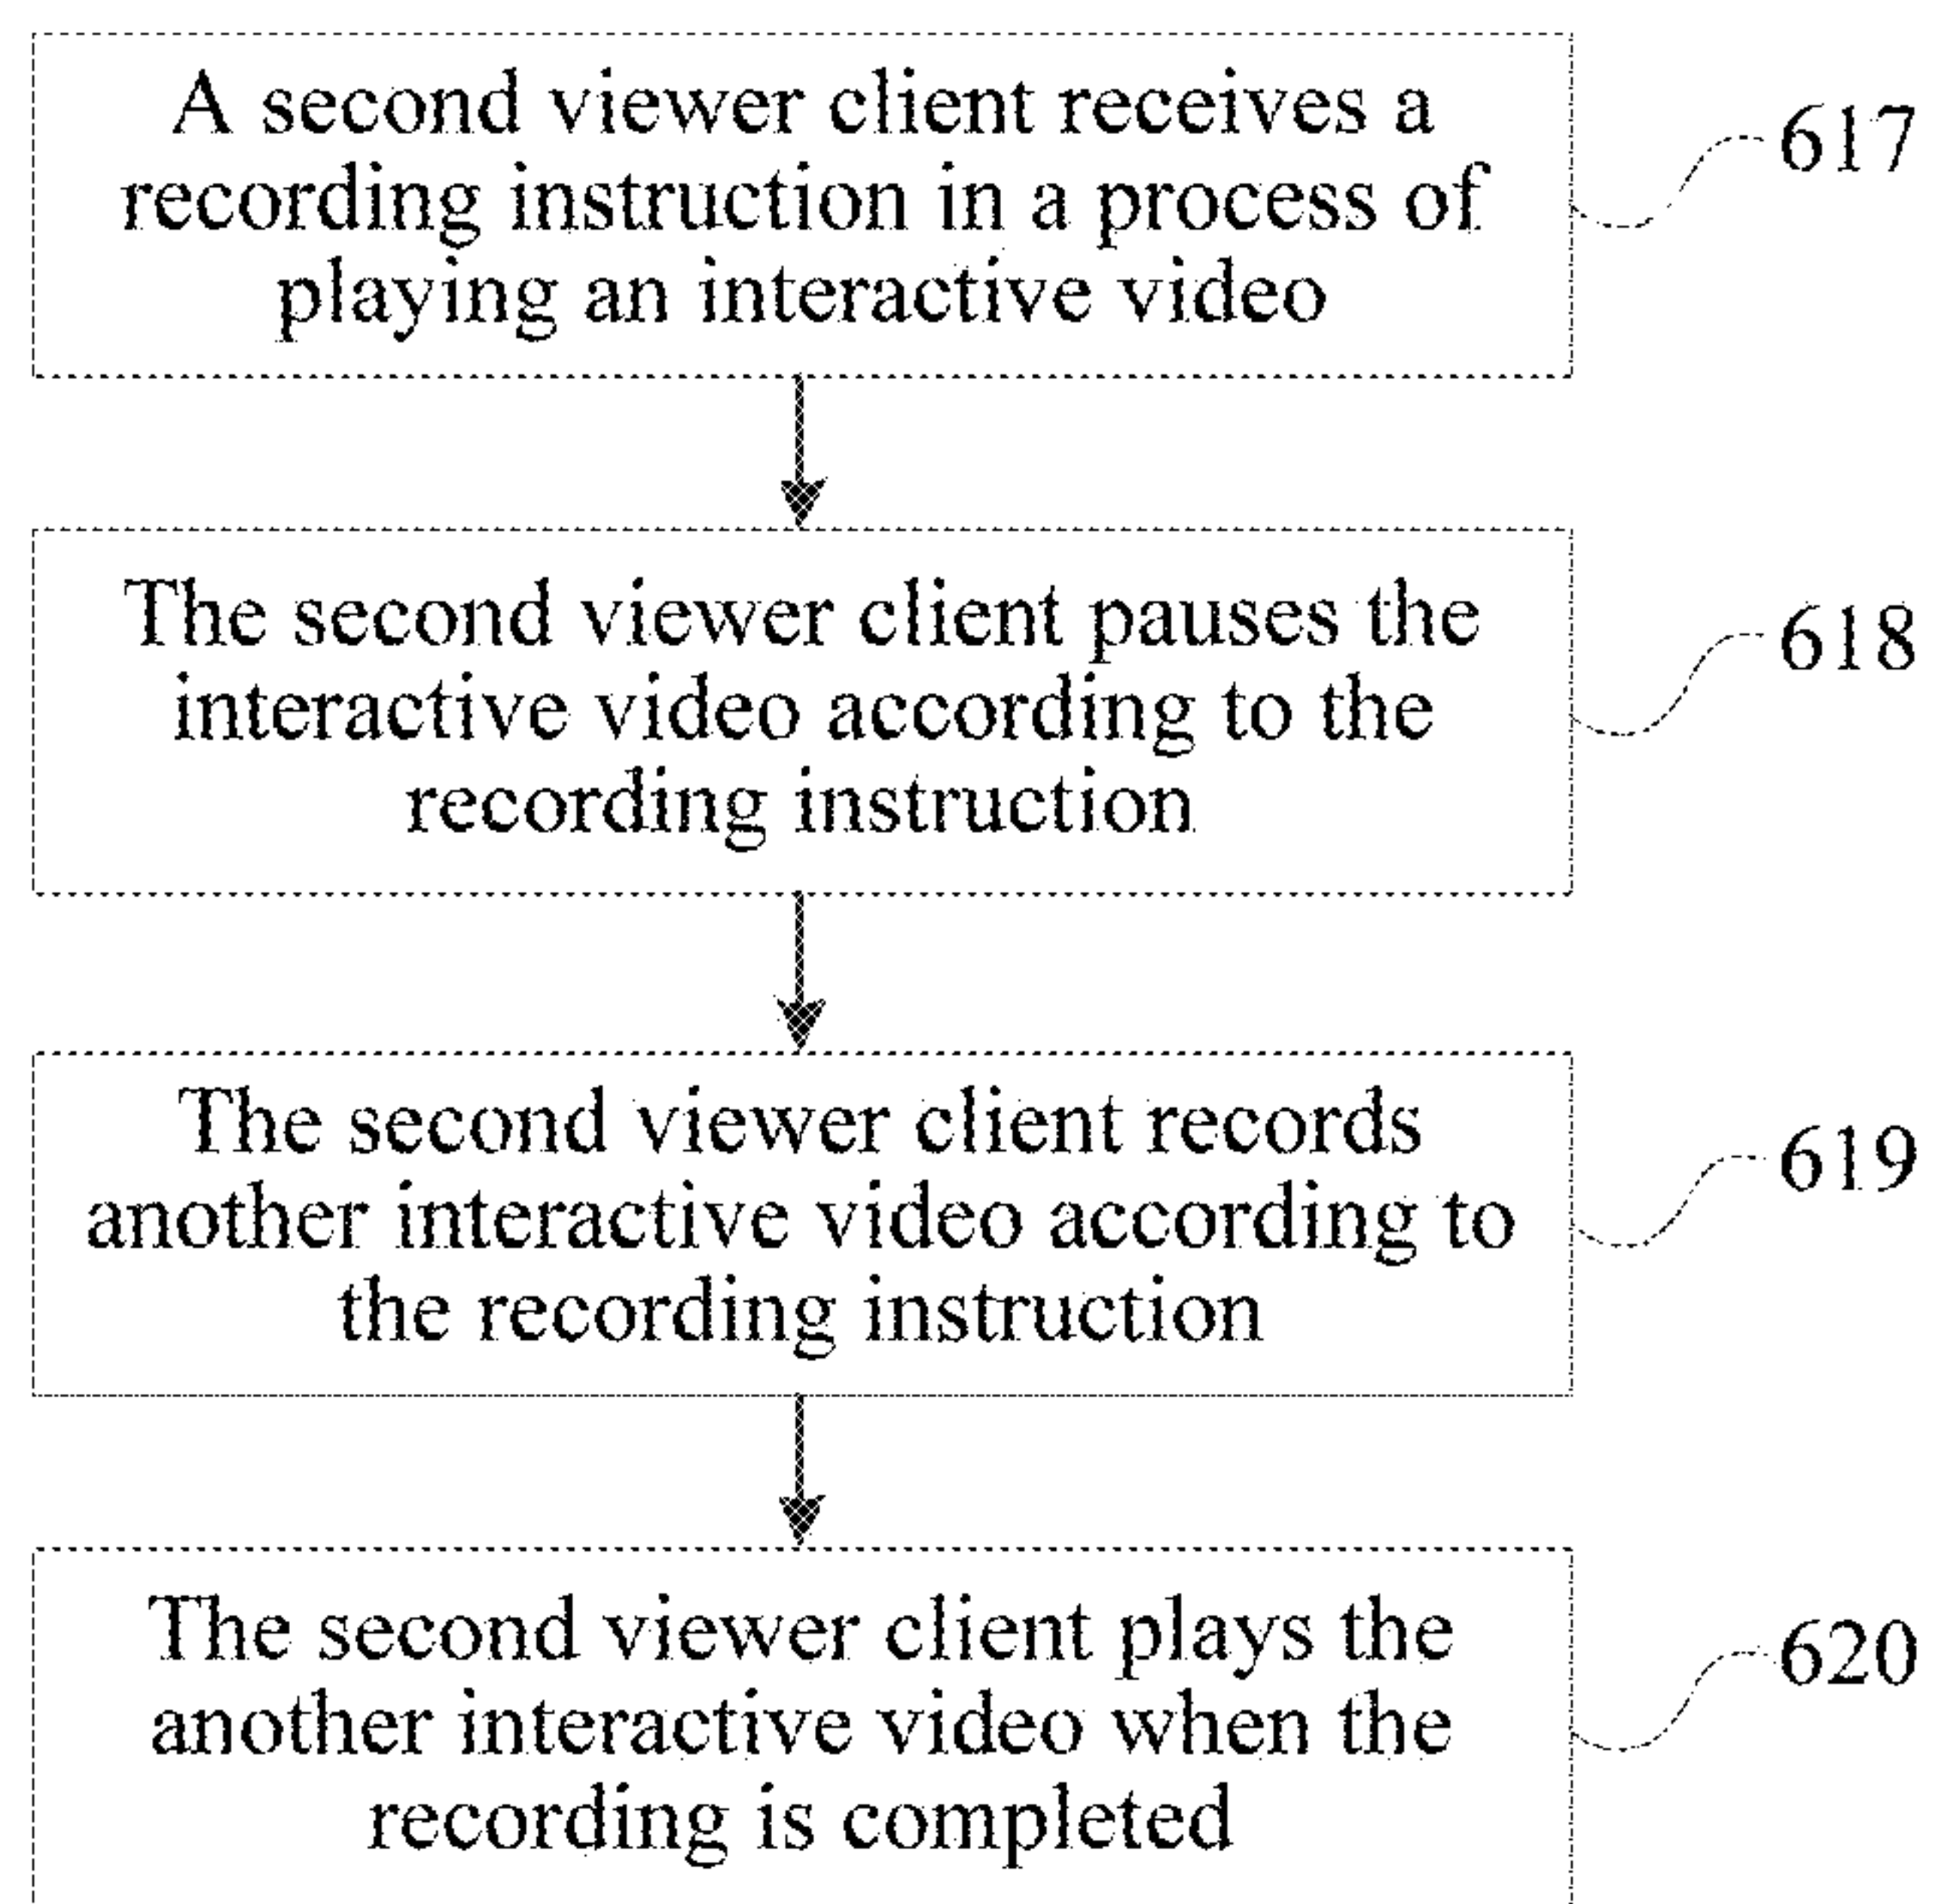 A second viewer client receives a
recording instruction in a process of
playing an interactive video
617
The second viewer client pauses the
interactive video according to the
recording instruction
618
The second viewer client records
another interactive video according to
the recording instruction
619
The second viewer client plays the
another interactive video when the
recording is completed
620